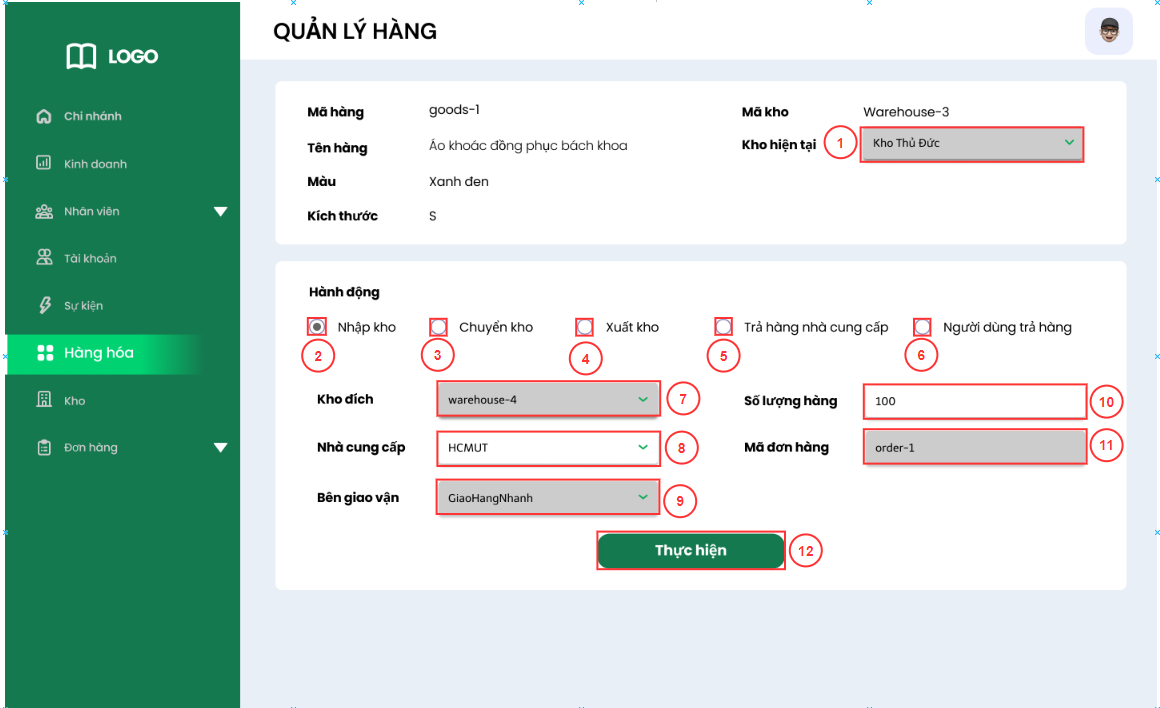 QUẢN LÝ HÀNG
LOGO
Chi nhánh
Kinh doanh
Nhân viên
Tài khoản
Sự kiện
Hàng hóa
Kho
Đơn hàng
Mã hàng goods-1 Mã kho Warehouse-3
Tên hàng Áo khoác đồng phục bách khoa Kho hiện tại 1 Kho Thủ Đức
Màu Xanh đen
Kích thước S
Hành động
Nhập kho Chuyển kho Xuất kho Trả hàng nhà cung cấp Người dùng trả hàng
2 3 4 5 6
Kho đích warehouse-4 7 Số lượng hàng 100 10
Nhà cung cấp HCMUT 8 Mã đơn hàng order-1 11
Bên giao vận GiaoHangNhanh 9
Thực hiện 12